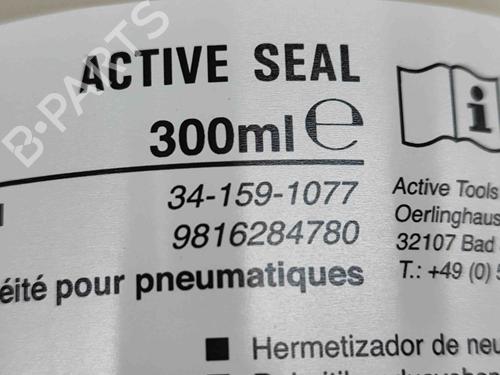 B-PARTS
ACTIVE SEAL
300ml e
34-159-1077
9816284780
éité pour pneumatiques
i
Active Tools
Oerlinghaus
32107 Bad
T.: +49 (0) 5
■ Hermetizador de neu